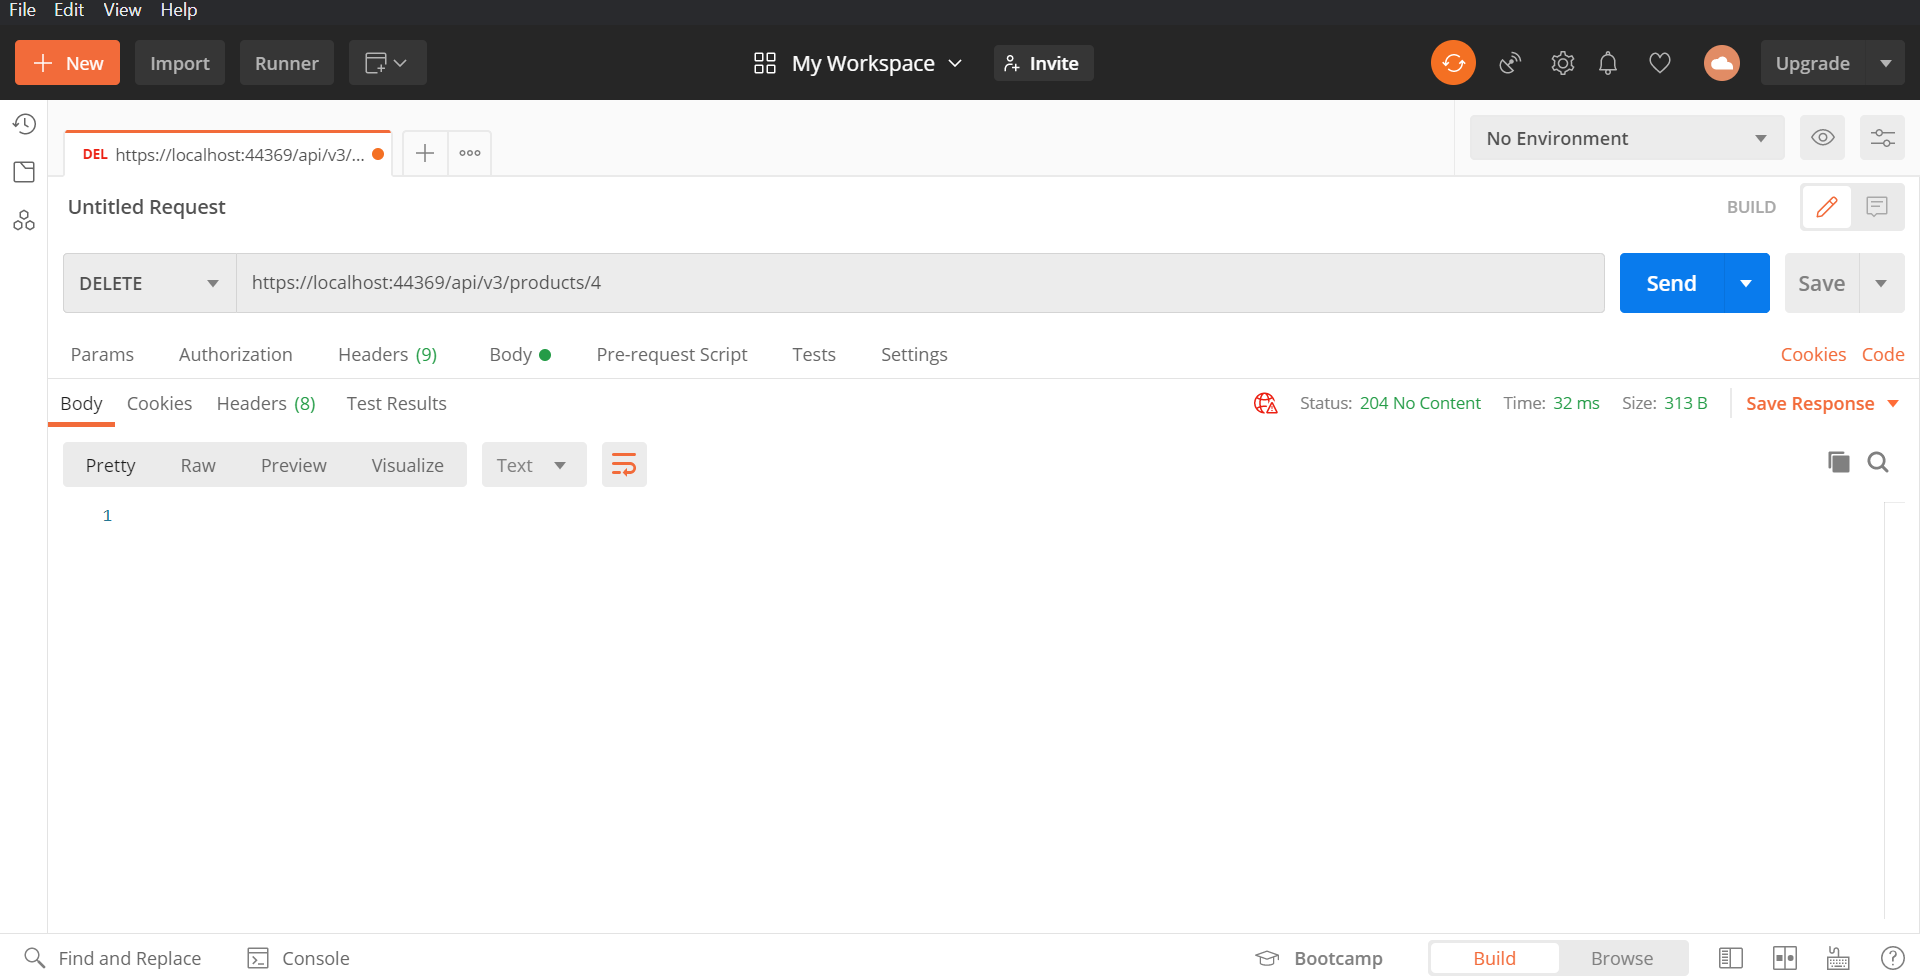 File Edit View Help
New Import Runner My Workspace Invite Upgrade
DEL https://localhost:44369/api/v3/... No Environment
Untitled Request BUILD
DELETE https://localhost:44369/api/v3/products/4 Send Save
Params Authorization Headers (9) Body Pre-request Script Tests Settings Cookies Code
Body Cookies Headers (8) Test Results Status: 204 No Content Time: 32 ms Size: 313 B Save Response
Pretty Raw Preview Visualize Text
1
Find and Replace Console Bootcamp Build Browse